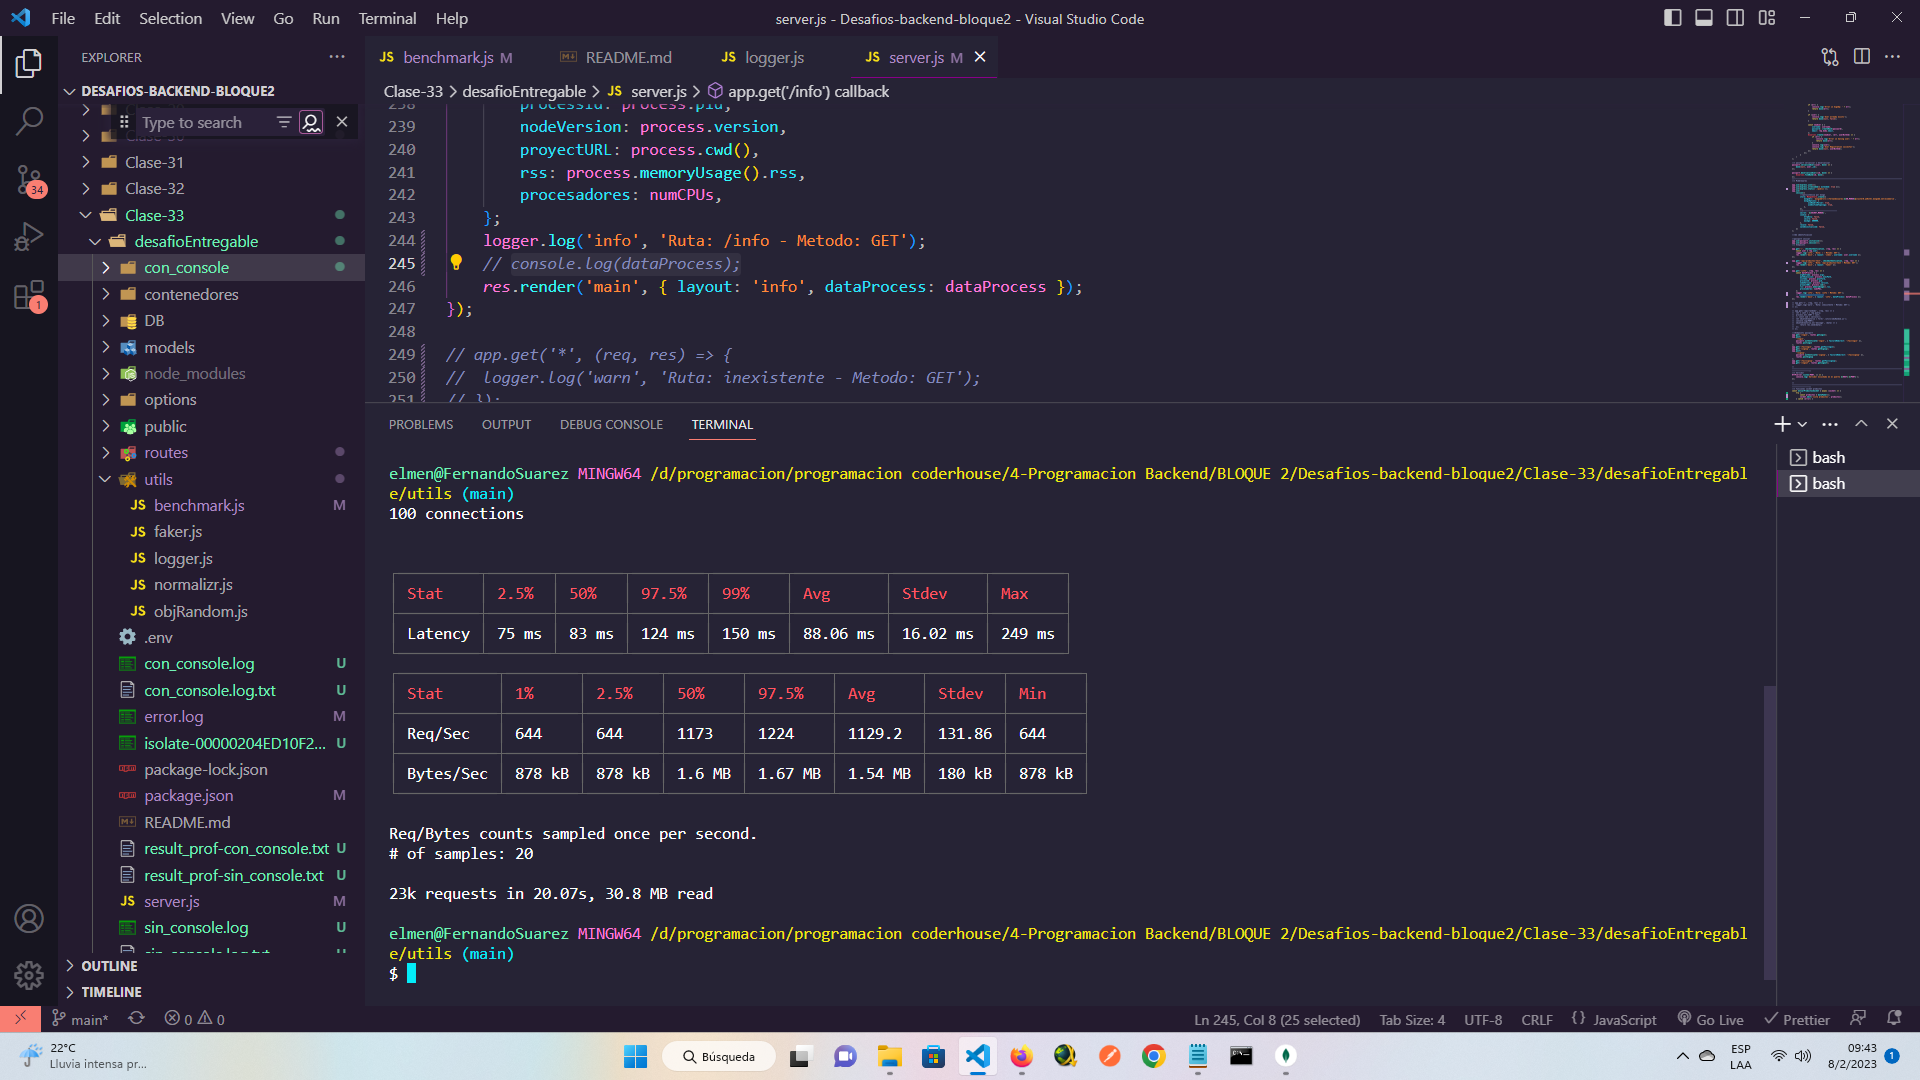 File Edit Selection View Go Run Terminal Help
server.js - Desafios-backend-bloque2 - Visual Studio Code
EXPLORER
DESAFIOS-BACKEND-BLOQUE2
Type to search
Clase-31
Clase-32
Clase-33
desafioEntregable
con_console
contenedores
DB
models
node_modules
options
public
routes
utils
benchmark.js M
faker.js
logger.js
normalizr.js
objRandom.js
.env
con_console.log U
con_console.log.txt U
error.log M
isolate-00000204ED10F2... U
package-lock.json
package.json M
README.md
result_prof-con_console.txt U
result_prof-sin_console.txt U
server.js M
sin_console.log U
OUTLINE
TIMELINE
34
1
JS benchmark.js M
README.md
JS logger.js
JS server.js M
Clase-33 > desafioEntregable > JS server.js > app.get('/info') callback
238 processId: process.pid,
239 nodeVersion: process.version,
240 proyectURL: process.cwd(),
241 rss: process.memoryUsage().rss,
242 procesadores: numCPUs,
243 };
244 logger.log('info', 'Ruta: /info - Metodo: GET');
245 // console.log(dataProcess);
246 res.render('main', { layout: 'info', dataProcess: dataProcess });
247 });
248
249 // app.get('*', (req, res) => {
250 // logger.log('warn', 'Ruta: inexistente - Metodo: GET');
251 // });
PROBLEMS OUTPUT DEBUG CONSOLE TERMINAL
bash
bash
elmen@FernandoSuarez MINGW64 /d/programacion/programacion coderhouse/4-Programacion Backend/BLOQUE 2/Desafios-backend-bloque2/Clase-33/desafioEntregabl
e/utils (main)
100 connections
Stat 2.5% 50% 97.5% 99% Avg Stdev Max
Latency 75 ms 83 ms 124 ms 150 ms 88.06 ms 16.02 ms 249 ms
Stat 1% 2.5% 50% 97.5% Avg Stdev Min
Req/Sec 644 644 1173 1224 1129.2 131.86 644
Bytes/Sec 878 kB 878 kB 1.6 MB 1.67 MB 1.54 MB 180 kB 878 kB
Req/Bytes counts sampled once per second.
# of samples: 20
23k requests in 20.07s, 30.8 MB read
elmen@FernandoSuarez MINGW64 /d/programacion/programacion coderhouse/4-Programacion Backend/BLOQUE 2/Desafios-backend-bloque2/Clase-33/desafioEntregabl
e/utils (main)
$
main* 0 0
Ln 245, Col 8 (25 selected) Tab Size: 4 UTF-8 CRLF {} JavaScript Go Live Prettier
22°C
Lluvia intensa pr...
Búsqueda
ESP
LAA
09:43
8/2/2023
1